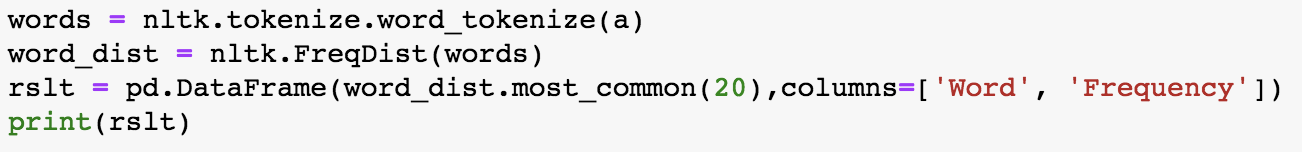 words = nltk.tokenize.word_tokenize(a)
word_dist = nltk.FreqDist(words)
rslt = pd.DataFrame(word_dist.most_common(20),columns=['Word', 'Frequency'])
print(rslt)